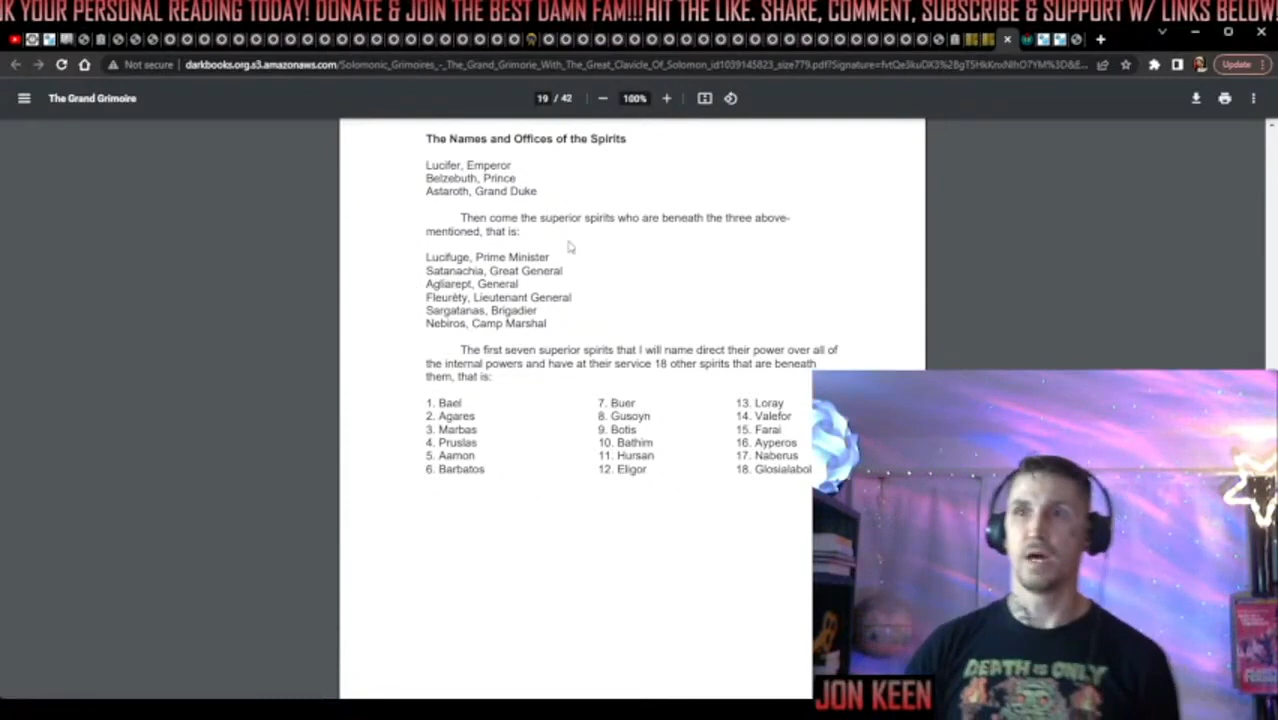 K YOUR PERSONAL READING TODAY! DONATE & JOIN THE BEST DAMN FAM!!! HIT THE LIKE. SHARE, COMMENT, SUBSCRIBE & SUPPORT W/ LINKS BELOW
Not secure
darkbooks.org.s3.amazonaws.com/Solomonic_Grimoires_-_The_Grand_Grimorie_With_The_Great_Clavicle_Of_Solomon_id1039145823_size779.pdf?Signature=
Update
The Grand Grimoire
19 / 42
100%
The Names and Offices of the Spirits
Lucifer, Emperor
Belzebuth, Prince
Astaroth, Grand Duke
Then come the superior spirits who are beneath the three above-
mentioned, that is:
Lucifuge, Prime Minister
Satanachia, Great General
Agliarept, General
Fleurèty, Lieutenant General
Sargatanas, Brigadier
Nebiros, Camp Marshal
The first seven superior spirits that I will name direct their power over all of
the internal powers and have at their service 18 other spirits that are beneath
them, that is:
1. Bael 7. Buer 13. Loray
2. Agares 8. Gusoyn 14. Valefor
3. Marbas 9. Botis 15. Farai
4. Pruslas 10. Bathim 16. Ayperos
5. Aamon 11. Hursan 17. Naberus
6. Barbatos 12. Eligor 18. Glosialabol
DEATH IS ONLY
JON KEEN